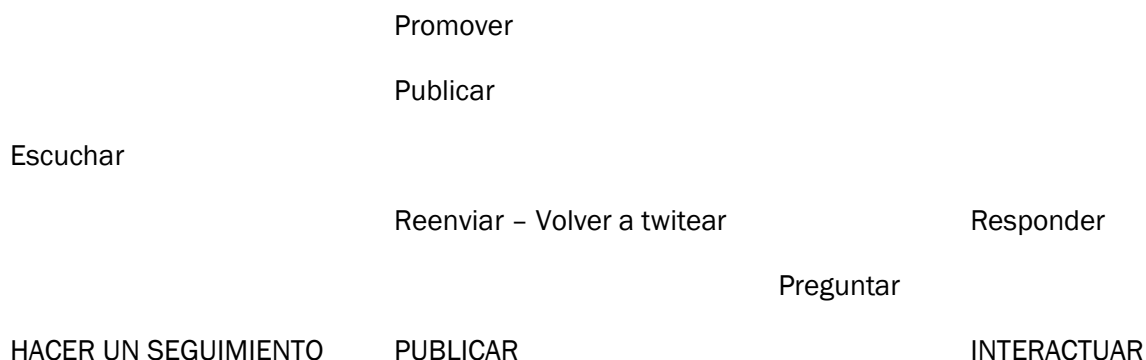 Promover
Publicar
Escuchar
Reenviar – Volver a twitear Responder
Preguntar
HACER UN SEGUIMIENTO PUBLICAR INTERACTUAR